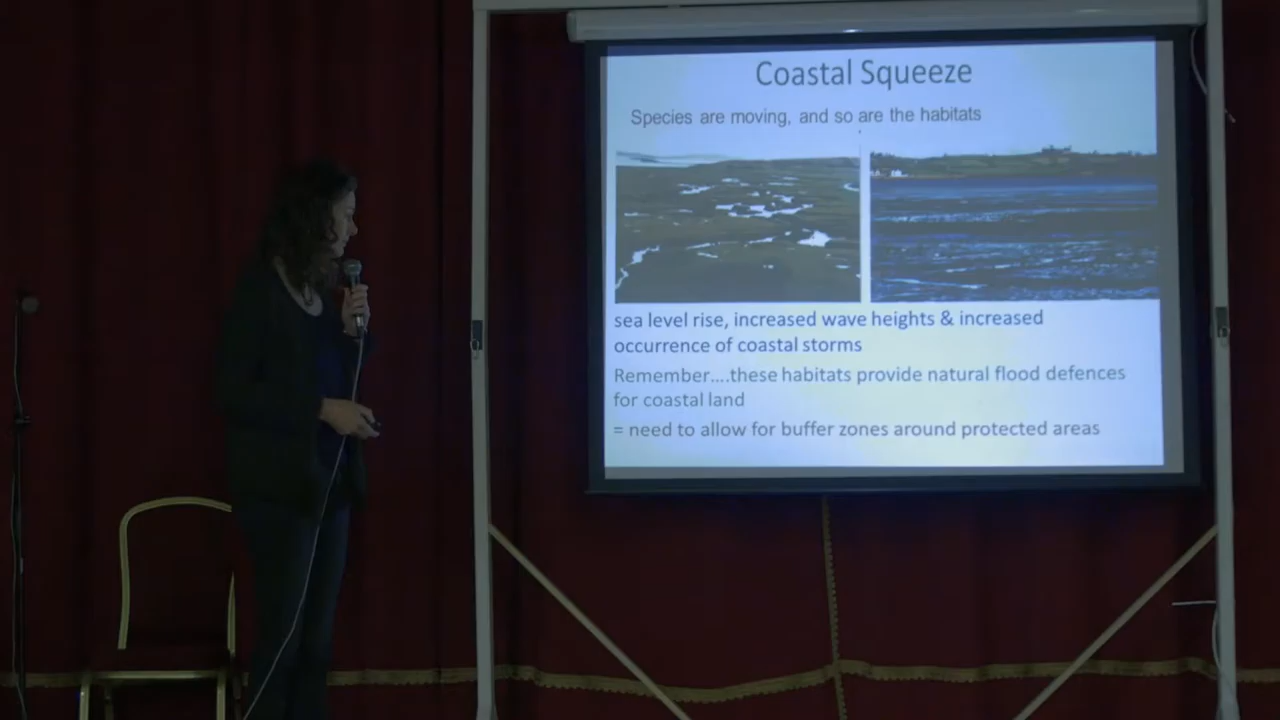 Coastal Squeeze
Species are moving, and so are the habitats
sea level rise, increased wave heights & increased
occurrence of coastal storms
Remember....these habitats provide natural flood defences
for coastal land
= need to allow for buffer zones around protected areas